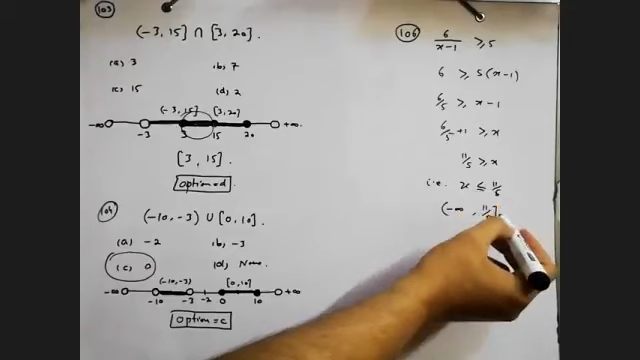 103
(-3, 15] ∩ [3, 20].
(a) 3
(b) 7
(c) 15
(d) 2
(-3, 15]
[3, 20]
-∞
-3
3
15
20
+∞
[3, 15].
Option=d
104
(-10, -3) ∪ [0, 10].
(a) -2
(b) -3
(c) 0
(d) None
(-10, -3)
[0, 10]
-∞
-10
-3
-2
0
10
+∞
Option=c
106
6/(x-1) ≥ 5
6 ≥ 5(x-1)
6/5 ≥ x-1
6/5 +1 ≥ x
11/5 ≥ x
i.e. x ≤ 11/5
(-∞, 11/5]